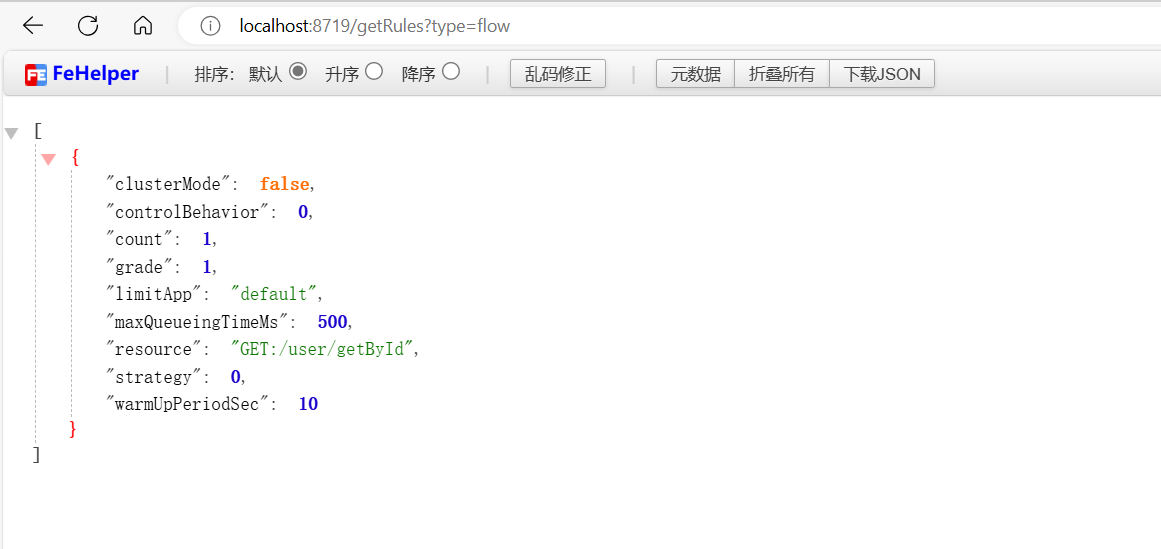 localhost:8719/getRules?type=flow
FeHelper | 排序: 默认 升序 降序 | 乱码修正 | 元数据 折叠所有 下载JSON
[
{
"clusterMode": false,
"controlBehavior": 0,
"count": 1,
"grade": 1,
"limitApp": "default",
"maxQueueingTimeMs": 500,
"resource": "GET:/user/getById",
"strategy": 0,
"warmUpPeriodSec": 10
}
]